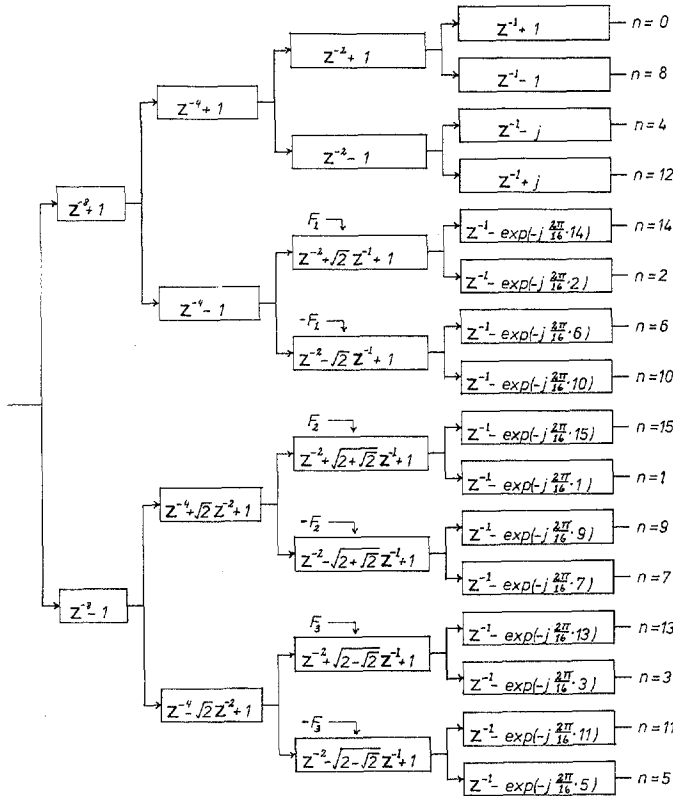 z⁻¹+1
n=0
z⁻²+1
z⁻¹-1
n=8
z⁻⁴+1
z⁻¹-j
n=4
z⁻²-1
z⁻¹+j
n=12
z⁻⁸+1
F₁
z⁻¹-exp(-j 2π/16·14)
n=14
z⁻²+√2 z⁻¹+1
z⁻¹-exp(-j 2π/16·2)
n=2
z⁻⁴-1
-F₁
z⁻¹-exp(-j 2π/16·6)
n=6
z⁻²-√2 z⁻¹+1
z⁻¹-exp(-j 2π/16·10)
n=10
F₂
z⁻¹-exp(-j 2π/16·15)
n=15
z⁻²+√(2+√2) z⁻¹+1
z⁻¹-exp(-j 2π/16·1)
n=1
z⁻⁴+√2 z⁻²+1
-F₂
z⁻¹-exp(-j 2π/16·9)
n=9
z⁻²-√(2+√2) z⁻¹+1
z⁻¹-exp(-j 2π/16·7)
n=7
z⁻⁸-1
F₃
z⁻¹-exp(-j 2π/16·13)
n=13
z⁻²+√(2-√2) z⁻¹+1
z⁻¹-exp(-j 2π/16·3)
n=3
z⁻⁴-√2 z⁻²+1
-F₃
z⁻¹-exp(-j 2π/16·11)
n=11
z⁻²-√(2-√2) z⁻¹+1
z⁻¹-exp(-j 2π/16·5)
n=5